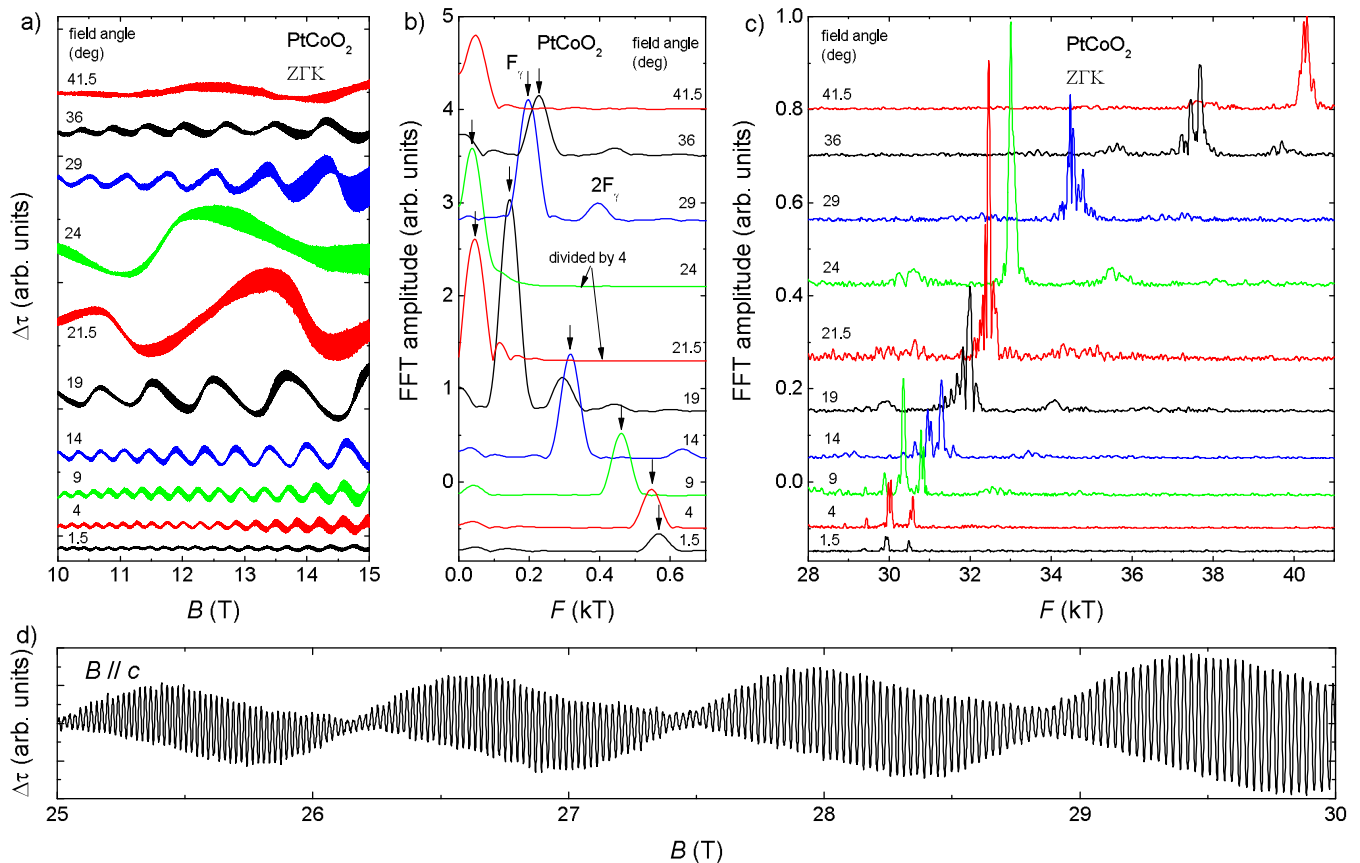 a)
field angle
(deg)
PtCoO₂
ZΓK
41.5
36
29
24
21.5
19
14
9
4
1.5
Δτ (arb. units)
10 11 12 13 14 15
B (T)
b)
5
4
3
2
1
0
FFT amplitude (arb. units)
Fγ
PtCoO₂
field angle
(deg)
41.5
36
2Fγ
29
24
divided by 4
21.5
19
14
9
4
1.5
0.0 0.2 0.4 0.6
F (kT)
c)
1.0
0.8
0.6
0.4
0.2
0.0
FFT amplitude (arb. units)
field angle
(deg)
PtCoO₂
ZΓK
41.5
36
29
24
21.5
19
14
9
4
1.5
28 30 32 34 36 38 40
F (kT)
d)
B // c
Δτ (arb. units)
25 26 27 28 29 30
B (T)